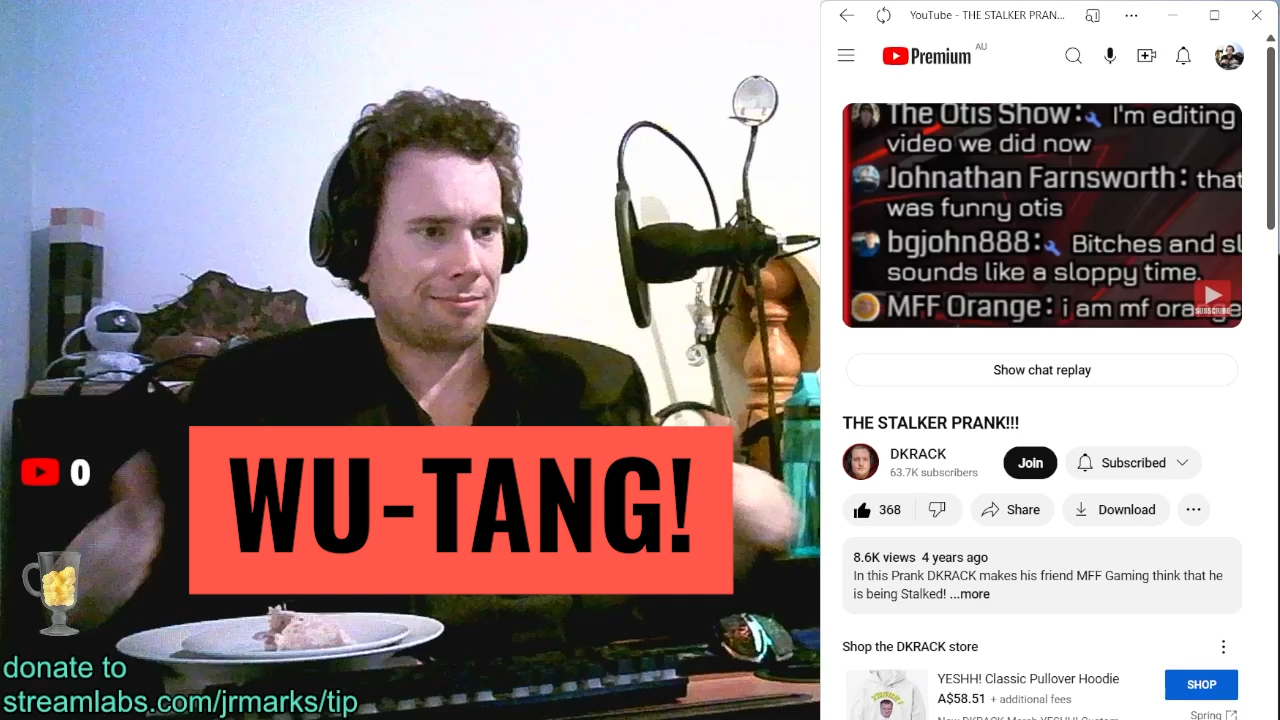 WU-TANG!
0
donate to
streamlabs.com/jrmarks/tip
YouTube - THE STALKER PRAN...
Premium AU
The Otis Show: I'm editing
video we did now
Johnathan Farnsworth: that
was funny otis
bgjohn888: Bitches and sl
sounds like a sloppy time.
MFF Orange: i am mf orange
SUBSCRIBE
Show chat replay
THE STALKER PRANK!!!
DKRACK
63.7K subscribers
Join
Subscribed
368
Share
Download
8.6K views 4 years ago
In this Prank DKRACK makes his friend MFF Gaming think that he
is being Stalked! ...more
Shop the DKRACK store
YESHH! Classic Pullover Hoodie
A$58.51 + additional fees
SHOP
Spring